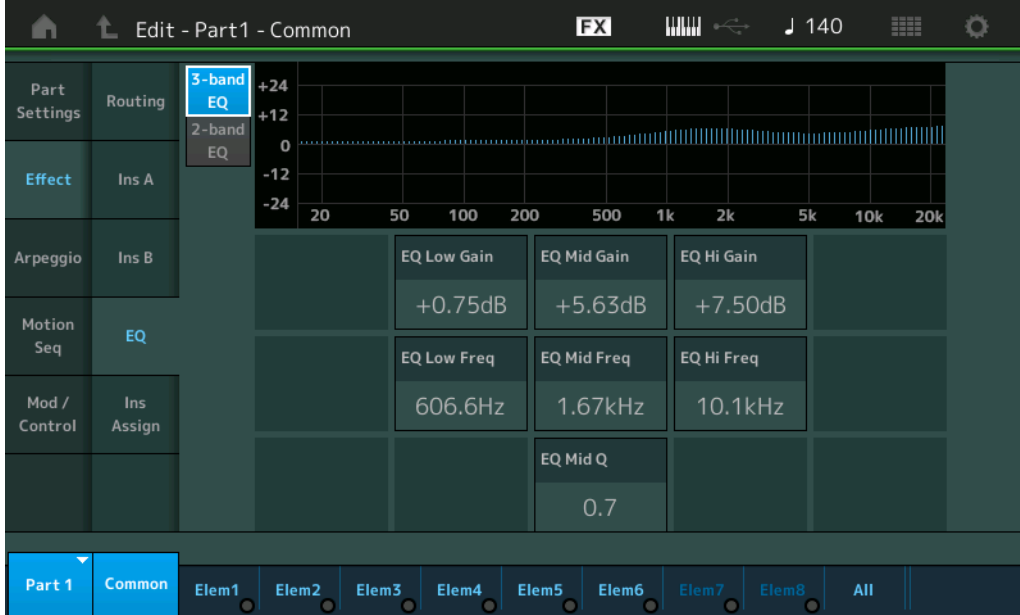 Edit - Part1 - Common
FX
140
Part
Settings
Effect
Arpeggio
Motion
Seq
Mod /
Control
Routing
Ins A
Ins B
EQ
Ins
Assign
3-band
EQ
2-band
EQ
+24
+12
0
-12
-24
20 50 100 200 500 1k 2k 5k 10k 20k
EQ Low Gain EQ Mid Gain EQ Hi Gain
+0.75dB +5.63dB +7.50dB
EQ Low Freq EQ Mid Freq EQ Hi Freq
606.6Hz 1.67kHz 10.1kHz
EQ Mid Q
0.7
Part 1 Common Elem1 Elem2 Elem3 Elem4 Elem5 Elem6 Elem7 Elem8 All